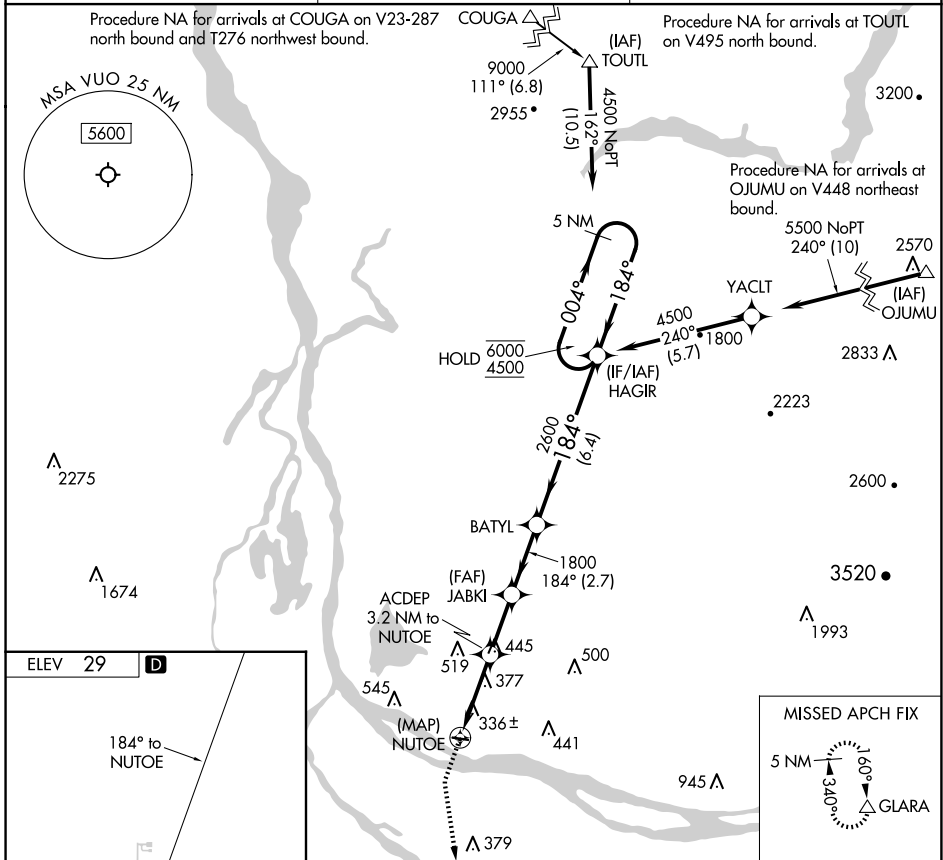 Procedure NA for arrivals at COUGA on V23-287
north bound and T276 northwest bound.
COUGA
(IAF)
TOUTL
Procedure NA for arrivals at TOUTL
on V495 north bound.
MSA VUO 25 NM
5600
9000
111° (6.8)
2955
4500 NoPT
162°
(10.5)
3200
Procedure NA for arrivals at
OJUMU on V448 northeast
bound.
5500 NoPT
240° (10)
2570
(IAF)
OJUMU
5 NM
004°
184°
YACLT
4500
240°
(5.7)
1800
HOLD
6000
4500
(IF/IAF)
HAGIR
2833
2223
2600
184°
(6.4)
2275
2600
BATYL
1800
184° (2.7)
(FAF)
JABKI
3520
1674
ACDEP
3.2 NM to
NUTOE
1993
445
519
500
377
545
336±
(MAP)
NUTOE
441
945
379
ELEV 29 D
184° to
NUTOE
MISSED APCH FIX
5 NM
340°
160°
GLARA